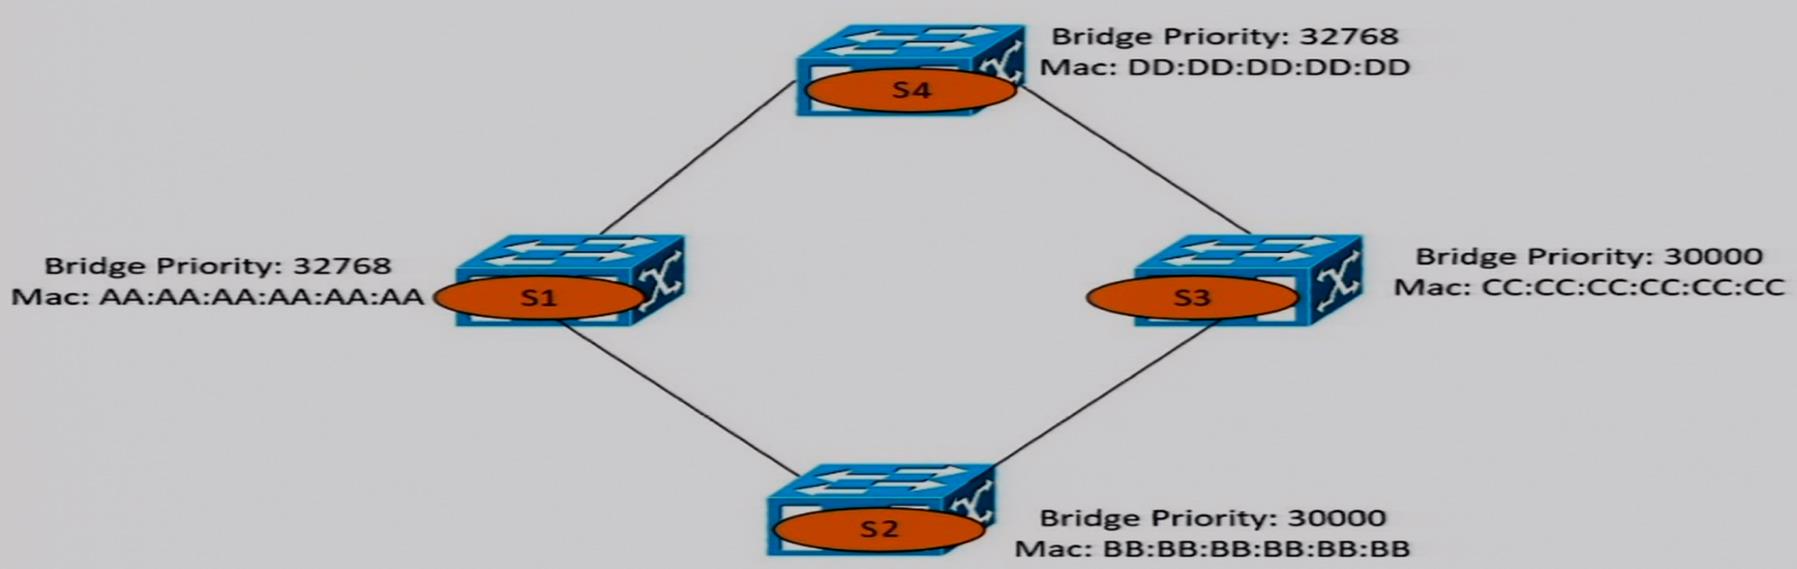 Bridge Priority: 32768
Mac: DD:DD:DD:DD:DD
S4
Bridge Priority: 32768
Mac: AA:AA:AA:AA:AA:AA
S1
S3
Bridge Priority: 30000
Mac: CC:CC:CC:CC:CC:CC
S2
Bridge Priority: 30000
Mac: BB:BB:BB:BB:BB:BB